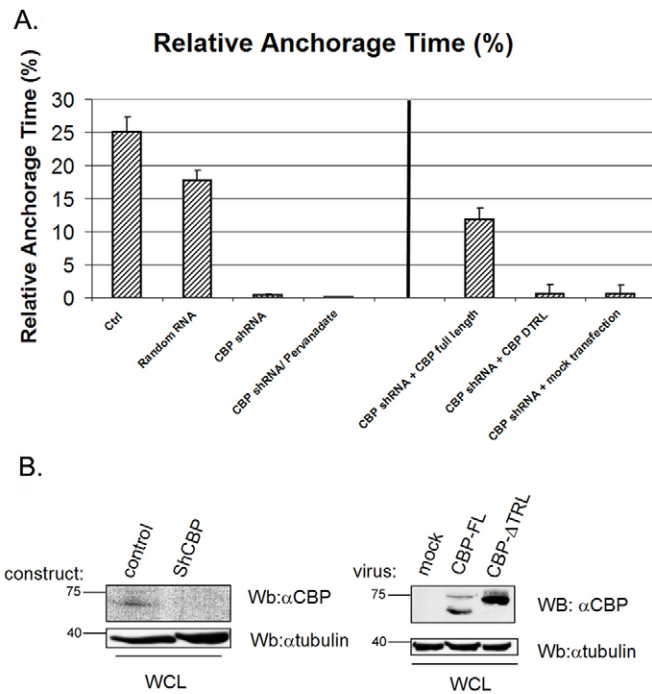 A.
Relative Anchorage Time (%)
Relative Anchorage Time (%)
30
25
20
15
10
5
0
Ctrl
Random RNA
CBP shRNA
CBP shRNA/ Pervanadate
CBP shRNA + CBP full length
CBP shRNA + CBP DTRL
CBP shRNA + mock transfection
B.
construct: control ShCBP
75
Wb:αCBP
40
Wb:αtubulin
WCL
virus: mock CBP-FL CBP-ΔTRL
75
WB: αCBP
40
Wb:αtubulin
WCL